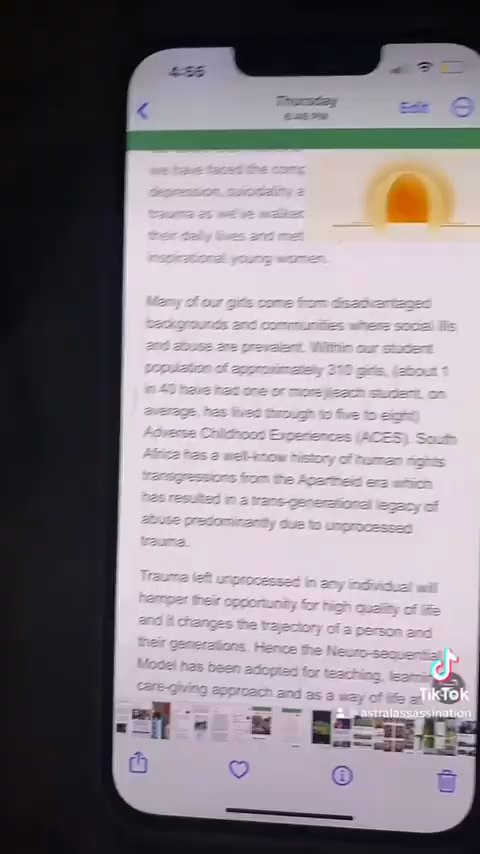 4:56
Thursday
6:46 PM
Edit
we have faced the comp
depression, suicidality a
trauma as we've walked
their daily lives and met
inspirational young women.
Many of our girls come from disadvantaged
backgrounds and communities where social ills
and abuse are prevalent. Within our student
population of approximately 310 girls, (about 1
in 40 have had one or more)(each student, on
average, has lived through to five to eight)
Adverse Childhood Experiences (ACES). South
Africa has a well-know history of human rights
transgressions from the Apartheid era which
has resulted in a trans-generational legacy of
abuse predominantly due to unprocessed
trauma.
Trauma left unprocessed in any individual will
hamper their opportunity for high quality of life
and it changes the trajectory of a person and
their generations. Hence the Neuro-sequential
Model has been adopted for teaching, learn
care-giving approach and as a way of life a
TikTok
astralassassination